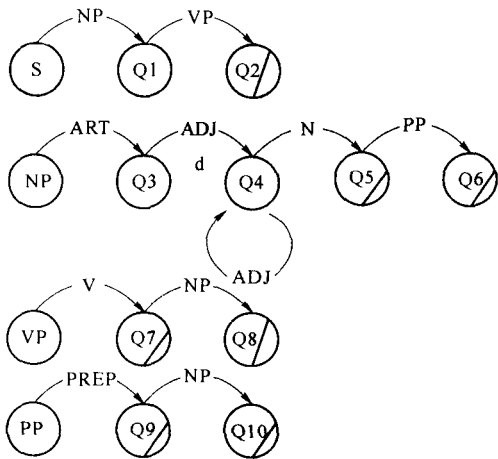 NP VP
S Q1 Q2
ART ADJ N PP
NP Q3 d Q4 Q5 Q6
ADJ
V NP
VP Q7 Q8
PREP NP
PP Q9 Q10